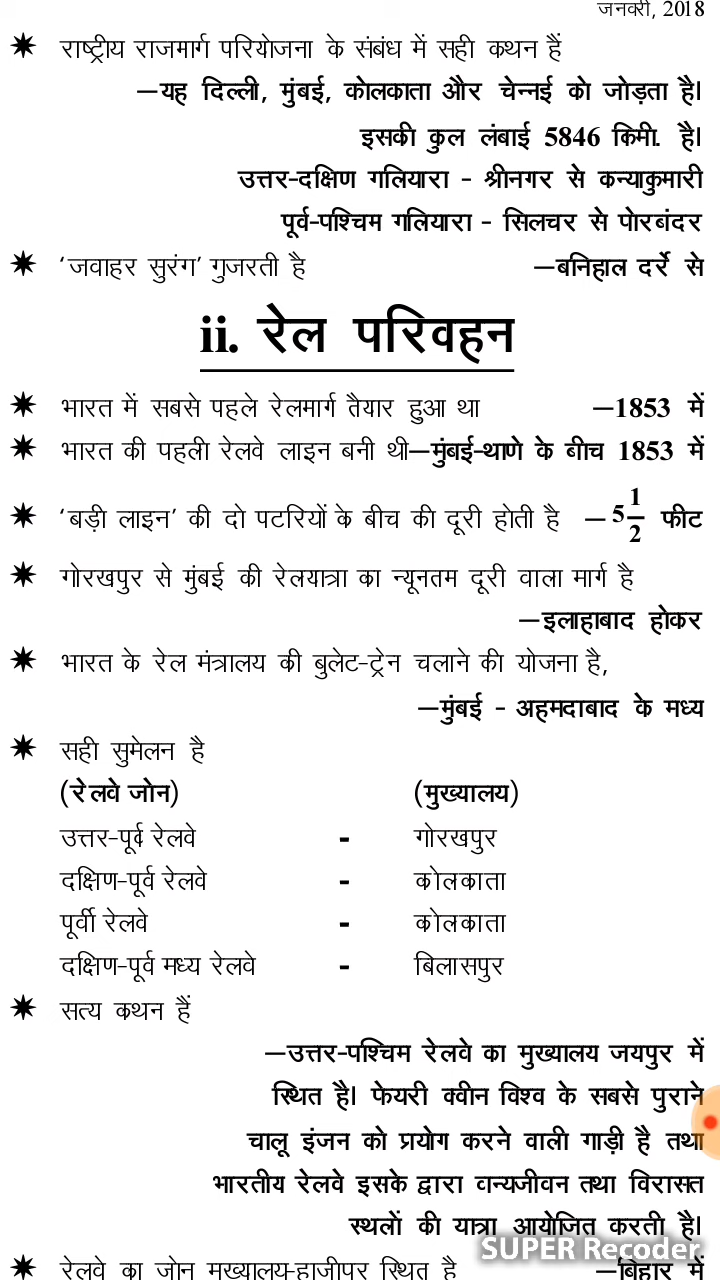 जनवरी, 2018
✷ राष्ट्रीय राजमार्ग परियोजना के संबंध में सही कथन हैं
—यह दिल्ली, मुंबई, कोलकाता और चेन्नई को जोड़ता है।
इसकी कुल लंबाई 5846 किमी. है।
उत्तर-दक्षिण गलियारा - श्रीनगर से कन्याकुमारी
पूर्व-पश्चिम गलियारा - सिलचर से पोरबंदर
✷ ‘जवाहर सुरंग’ गुजरती है —बनिहाल दर्रे से
ii. रेल परिवहन
✷ भारत में सबसे पहले रेलमार्ग तैयार हुआ था —1853 में
✷ भारत की पहली रेलवे लाइन बनी थी—मुंबई-थाणे के बीच 1853 में
✷ ‘बड़ी लाइन’ की दो पटरियों के बीच की दूरी होती है — 5 1/2 फीट
✷ गोरखपुर से मुंबई की रेलयात्रा का न्यूनतम दूरी वाला मार्ग है
—इलाहाबाद होकर
✷ भारत के रेल मंत्रालय की बुलेट-ट्रेन चलाने की योजना है,
—मुंबई - अहमदाबाद के मध्य
✷ सही सुमेलन है
(रेलवे जोन) (मुख्यालय)
उत्तर-पूर्व रेलवे - गोरखपुर
दक्षिण-पूर्व रेलवे - कोलकाता
पूर्वी रेलवे - कोलकाता
दक्षिण-पूर्व मध्य रेलवे - बिलासपुर
✷ सत्य कथन हैं
—उत्तर-पश्चिम रेलवे का मुख्यालय जयपुर में
स्थित है। फेयरी क्वीन विश्व के सबसे पुराने
चालू इंजन को प्रयोग करने वाली गाड़ी है तथा
भारतीय रेलवे इसके द्वारा वन्यजीवन तथा विरासत
स्थलों की यात्रा आयोजित करती है।
SUPER Recoder
✷ रेलवे का जोन मुख्यालय-हाजीपुर स्थित है —बिहार में